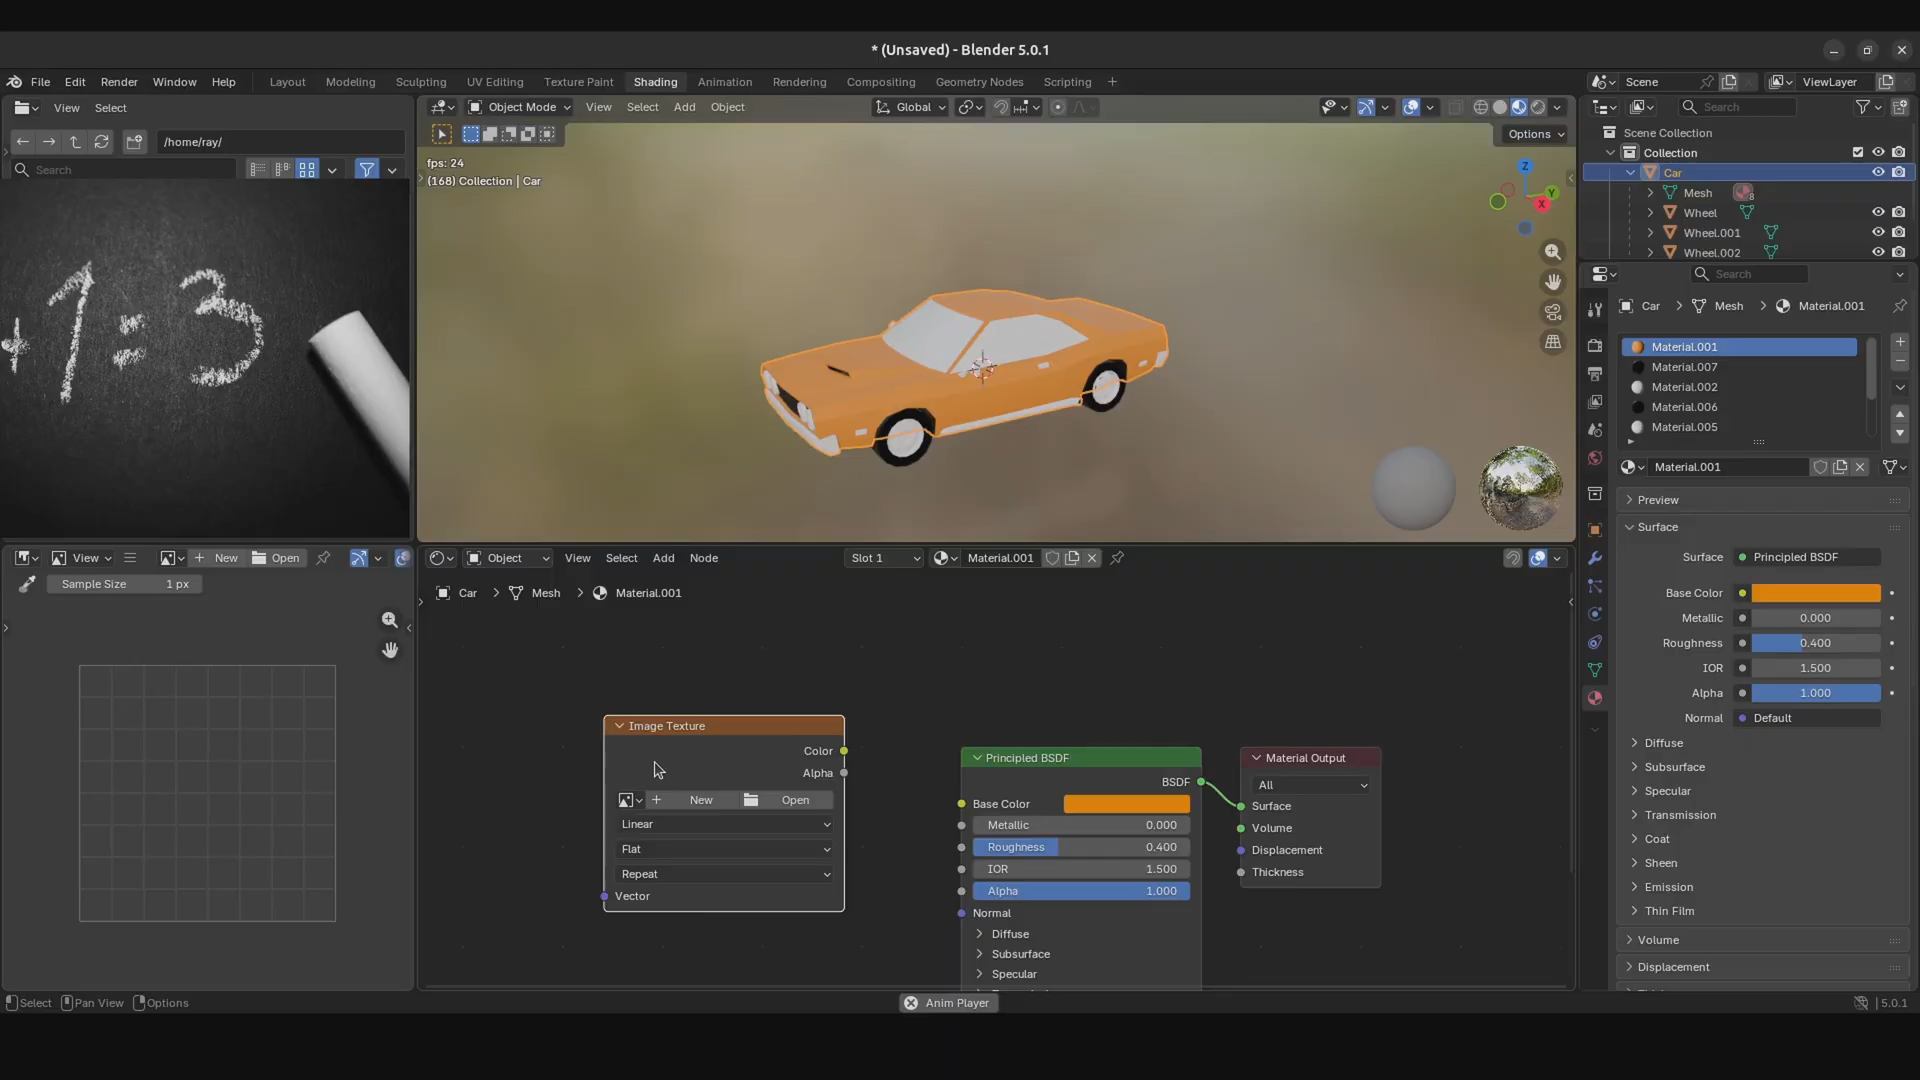 * (Unsaved) - Blender 5.0.1
File Edit Render Window Help Layout Modeling Sculpting UV Editing Texture Paint Shading Animation Rendering Compositing Geometry Nodes Scripting + Scene ViewLayer
View Select
/home/ray/
Search
+ 1 = 3
Object Mode View Select Add Object Global
Options
fps: 24
(168) Collection | Car
Z
Y
X
Search
Scene Collection
Collection
Car
Mesh 8
Wheel
Wheel.001
Wheel.002
Search
Car > Mesh > Material.001
Material.001
Material.007
Material.002
Material.006
Material.005
Material.001
Preview
Surface
Surface Principled BSDF
Base Color
Metallic 0.000
Roughness 0.400
IOR 1.500
Alpha 1.000
Normal Default
Diffuse
Subsurface
Specular
Transmission
Coat
Sheen
Emission
Thin Film
Volume
Displacement
View + New Open
Sample Size 1 px
Object View Select Add Node Slot 1 Material.001
Car > Mesh > Material.001
Image Texture
Color
Alpha
+ New Open
Linear
Flat
Repeat
Vector
Principled BSDF
BSDF
Base Color
Metallic 0.000
Roughness 0.400
IOR 1.500
Alpha 1.000
Normal
Diffuse
Subsurface
Specular
Material Output
All
Surface
Volume
Displacement
Thickness
Select Pan View Options Anim Player 5.0.1